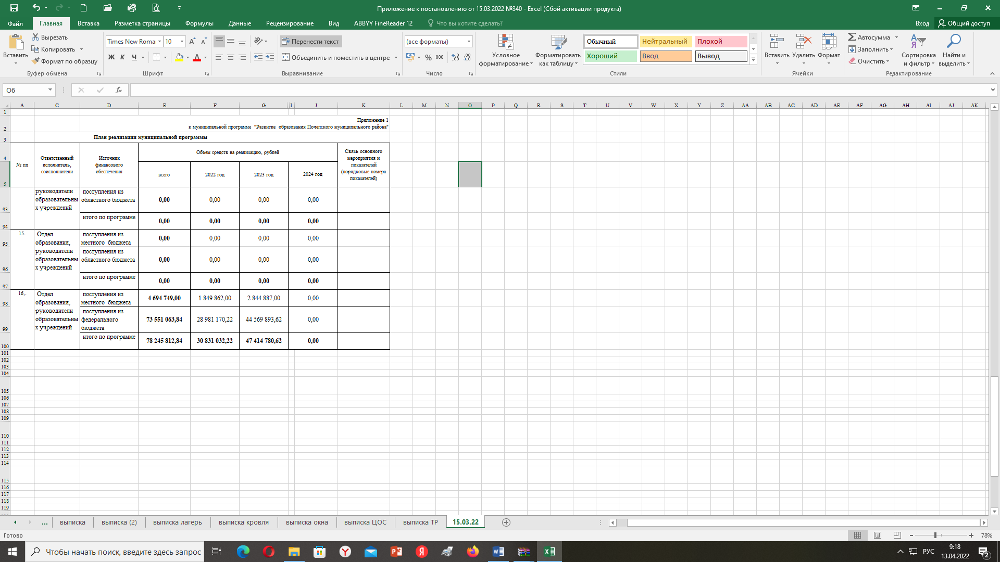 Приложение к постановлению от 15.03.2022 №340 - Excel (Сбой активации продукта)
Файл Главная Вставка Разметка страницы Формулы Данные Рецензирование Вид ABBYY FineReader 12 Что вы хотите сделать? Вход Общий доступ
Вставить
Вырезать
Копировать
Формат по образцу
Буфер обмена
Times New Roma 10
Ж К Ч
Шрифт
Перенести текст
Объединить и поместить в центре
Выравнивание
(все форматы)
% 000
Число
Условное форматирование
Форматировать как таблицу
Обычный Нейтральный Плохой
Хороший Ввод Вывод
Стили
Вставить Удалить Формат
Ячейки
Автосумма
Заполнить
Очистить
Сортировка и фильтр
Найти и выделить
Редактирование
O6
fx
A C D E F G I J K L M N O P Q R S T U V W X Y Z AA AB AC AD AE AF AG AH AI AJ AK
1
Приложение 1
2 к муниципальной программе "Развитие образования Почепского муниципального района"
3 План реализации муниципальной программы
4
5
№ пп
Ответственный исполнитель, соисполнители
Источник финансового обеспечения
Объем средств на реализацию, рублей
всего 2022 год 2023 год 2024 год
Связь основного мероприятия и показателей (порядковые номера показателей)
руководители образовательны х учреждений
93 поступления из областного бюджета 0,00 0,00 0,00 0,00
94 итого по программе 0,00 0,00 0,00 0,00
15. Отдел образования, руководители образовательны х учреждений
95 поступления из местного бюджета 0,00 0,00 0,00 0,00
96 поступления из областного бюджета 0,00 0,00 0,00 0,00
97 итого по программе 0,00 0,00 0,00 0,00
16,. Отдел образования, руководители образовательны х учреждений
98 поступления из местного бюджета 4 694 749,00 1 849 862,00 2 844 887,00 0,00
99 поступления из федерального бюджета 73 551 063,84 28 981 170,22 44 569 893,62 0,00
100 итого по программе 78 245 812,84 30 831 032,22 47 414 780,62 0,00
101
102
103
104
105
106
107
108
109
110
111
112
113
114
115
116
117
118
119
... выписка выписка (2) выписка лагерь выписка кровля выписка окна выписка ЦОС выписка ТР 15.03.22
Готово
78%
Чтобы начать поиск, введите здесь запрос
РУС
9:18
13.04.2022
2